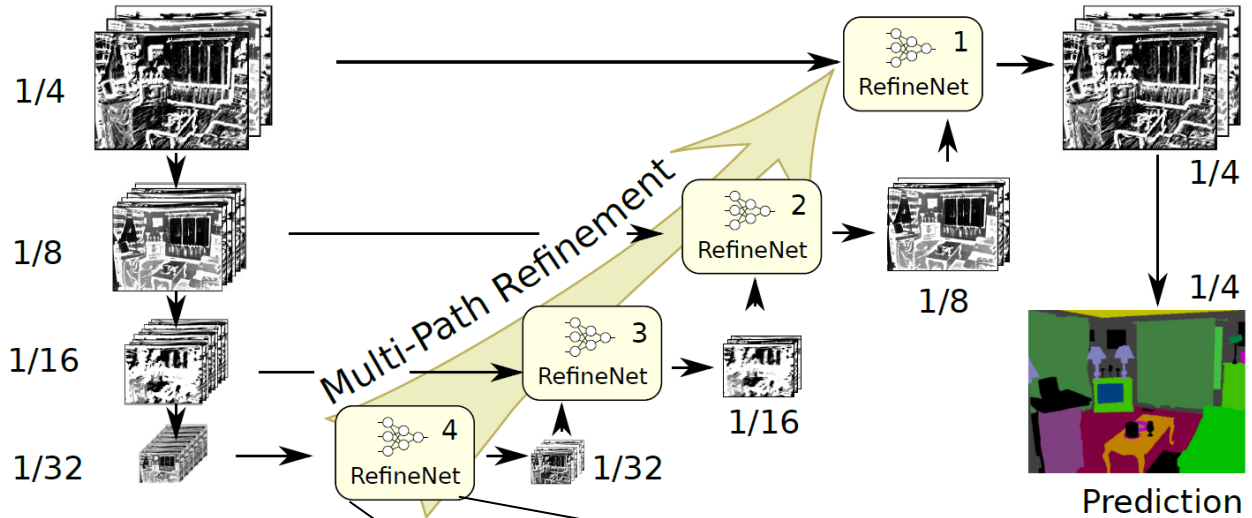 1/4
1
RefineNet
1/4
1/8
2
RefineNet
1/8
Multi-Path Refinement
1/4
1/16
3
RefineNet
1/16
1/32
4
RefineNet
1/32
Prediction